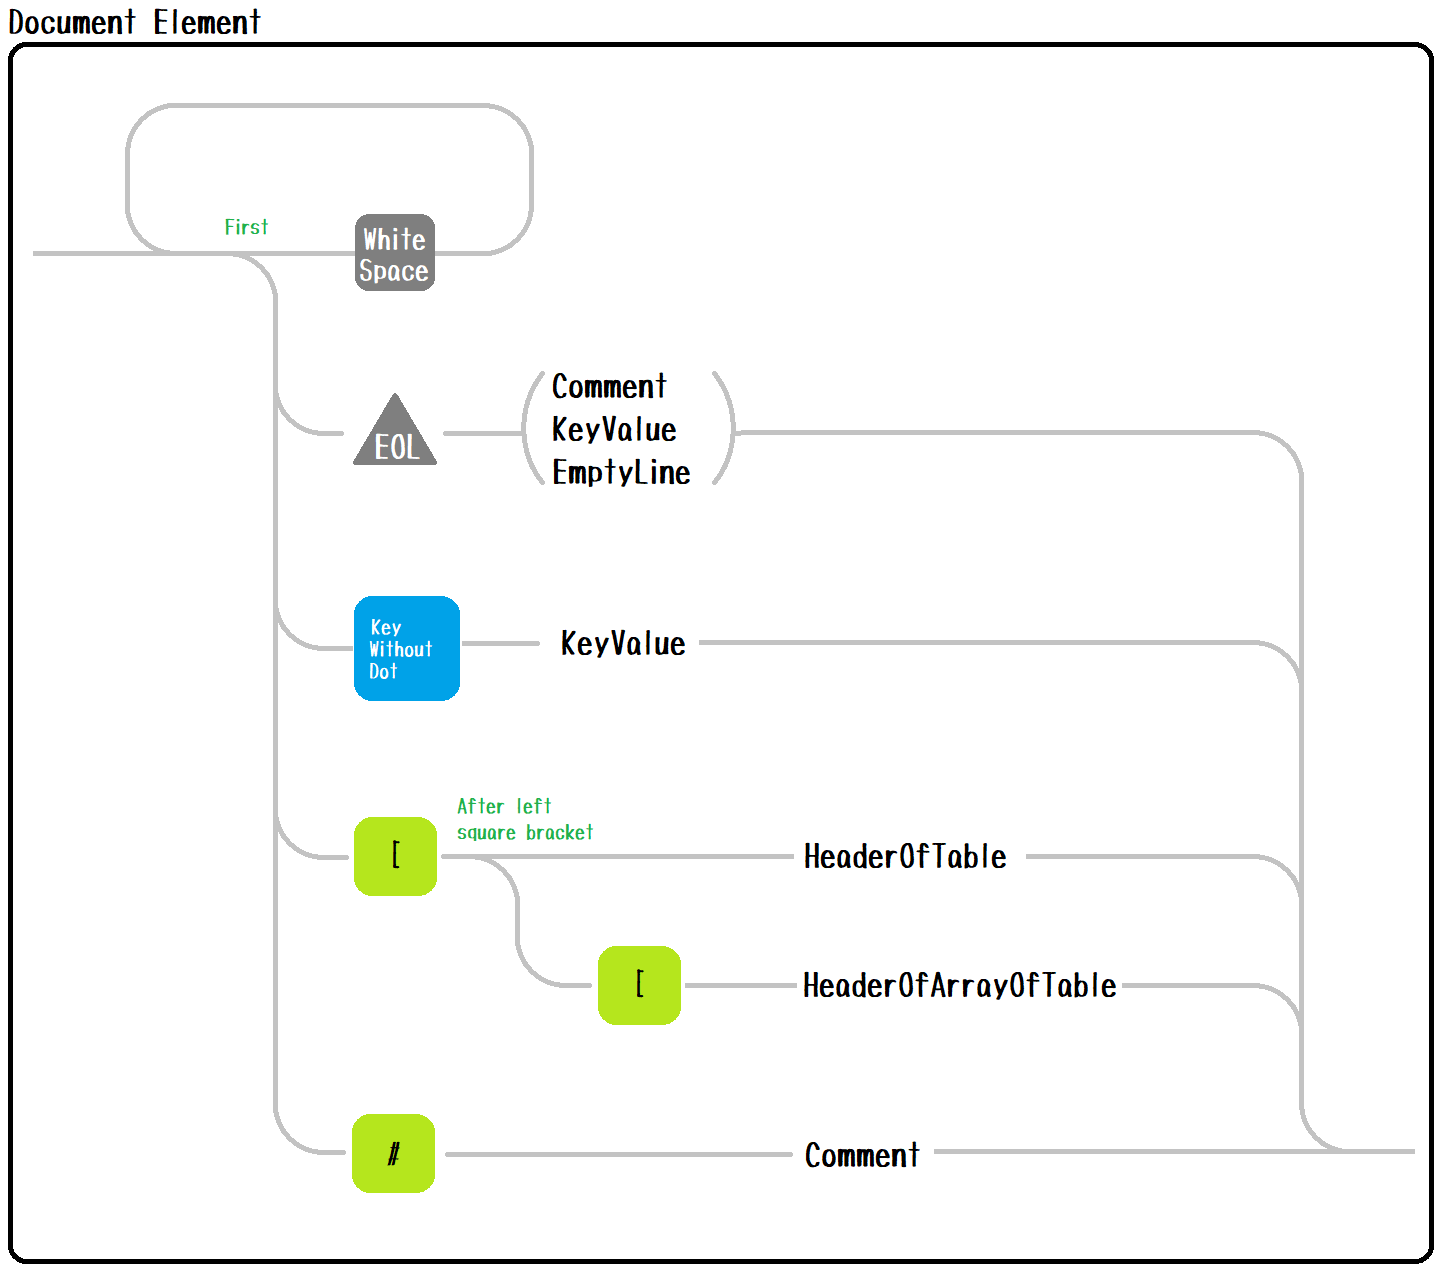 Document Element
First
White
Space
EOL
Comment
KeyValue
EmptyLine
Key
Without
Dot
KeyValue
After left
square bracket
[
HeaderOfTable
[
HeaderOfArrayOfTable
#
Comment